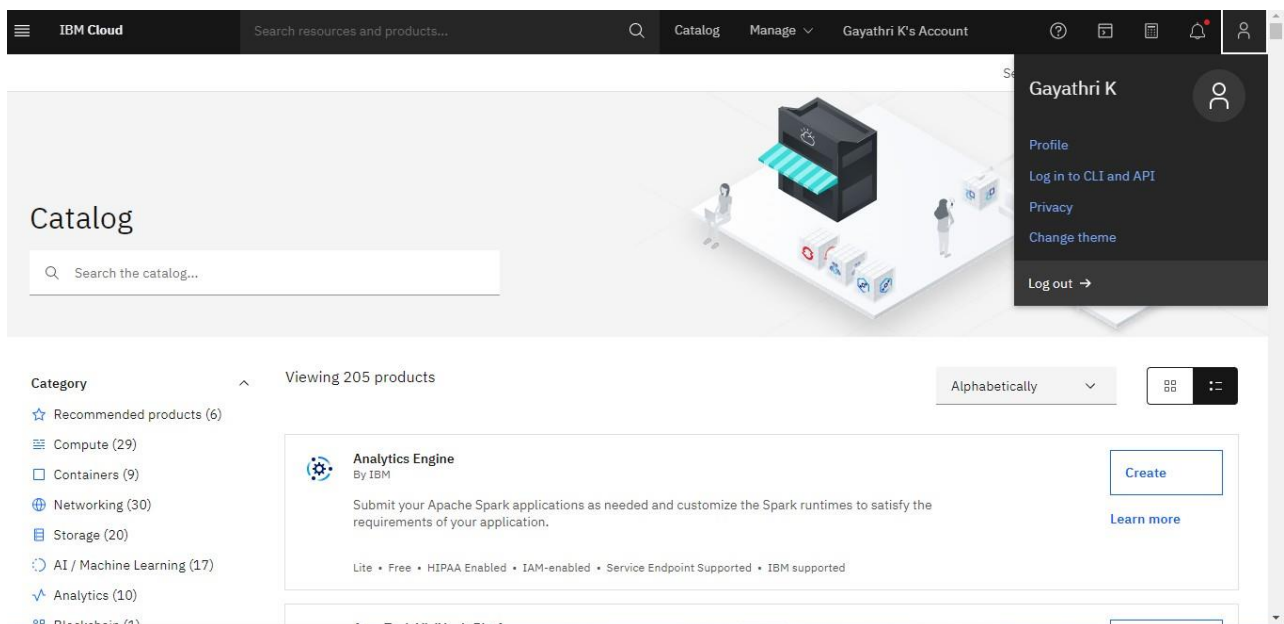 IBM Cloud
Search resources and products...
Catalog
Manage
Gayathri K's Account
Gayathri K
Profile
Log in to CLI and API
Privacy
Change theme
Log out →
Catalog
Search the catalog...
Category
Recommended products (6)
Compute (29)
Containers (9)
Networking (30)
Storage (20)
AI / Machine Learning (17)
Analytics (10)
Viewing 205 products
Alphabetically
Analytics Engine
By IBM
Submit your Apache Spark applications as needed and customize the Spark runtimes to satisfy the
requirements of your application.
Lite • Free • HIPAA Enabled • IAM-enabled • Service Endpoint Supported • IBM supported
Create
Learn more